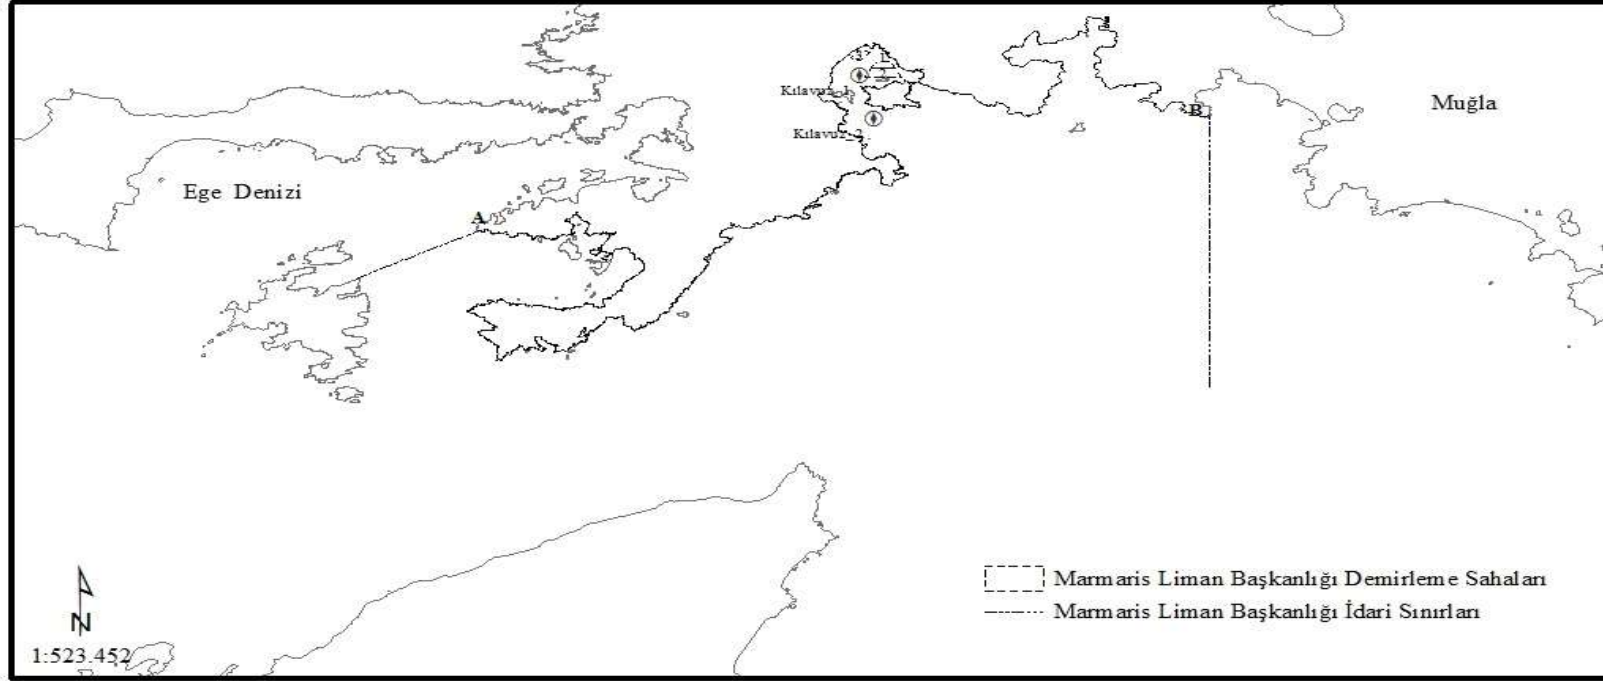 Kılavuz-1
Muğla
B
Kılavuz-2
Ege Denizi
A
Marmaris Liman Başkanlığı Demirleme Sahaları
Marmaris Liman Başkanlığı İdari Sınırları
N
1:523.452